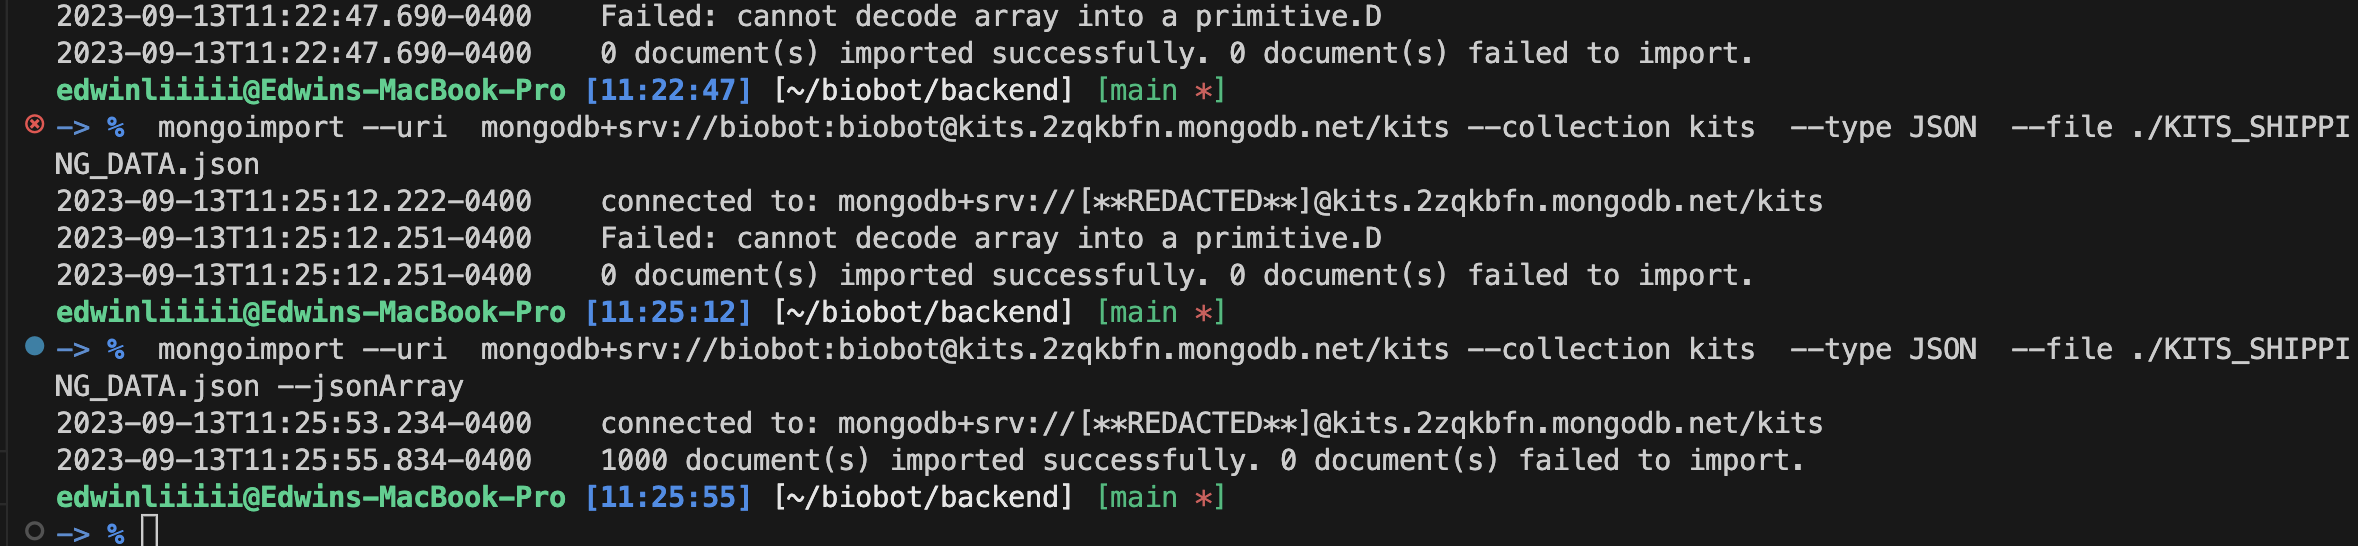 2023-09-13T11:22:47.690-0400    Failed: cannot decode array into a primitive.D
2023-09-13T11:22:47.690-0400    0 document(s) imported successfully. 0 document(s) failed to import.
edwinliiiii@Edwins-MacBook-Pro [11:22:47] [~/biobot/backend] [main *]
-> %  mongoimport --uri  mongodb+srv://biobot:biobot@kits.2zqkbfn.mongodb.net/kits --collection kits  --type JSON  --file ./KITS_SHIPPI
NG_DATA.json
2023-09-13T11:25:12.222-0400    connected to: mongodb+srv://[**REDACTED**]@kits.2zqkbfn.mongodb.net/kits
2023-09-13T11:25:12.251-0400    Failed: cannot decode array into a primitive.D
2023-09-13T11:25:12.251-0400    0 document(s) imported successfully. 0 document(s) failed to import.
edwinliiiii@Edwins-MacBook-Pro [11:25:12] [~/biobot/backend] [main *]
-> %  mongoimport --uri  mongodb+srv://biobot:biobot@kits.2zqkbfn.mongodb.net/kits --collection kits  --type JSON  --file ./KITS_SHIPPI
NG_DATA.json --jsonArray
2023-09-13T11:25:53.234-0400    connected to: mongodb+srv://[**REDACTED**]@kits.2zqkbfn.mongodb.net/kits
2023-09-13T11:25:55.834-0400    1000 document(s) imported successfully. 0 document(s) failed to import.
edwinliiiii@Edwins-MacBook-Pro [11:25:55] [~/biobot/backend] [main *]
-> %